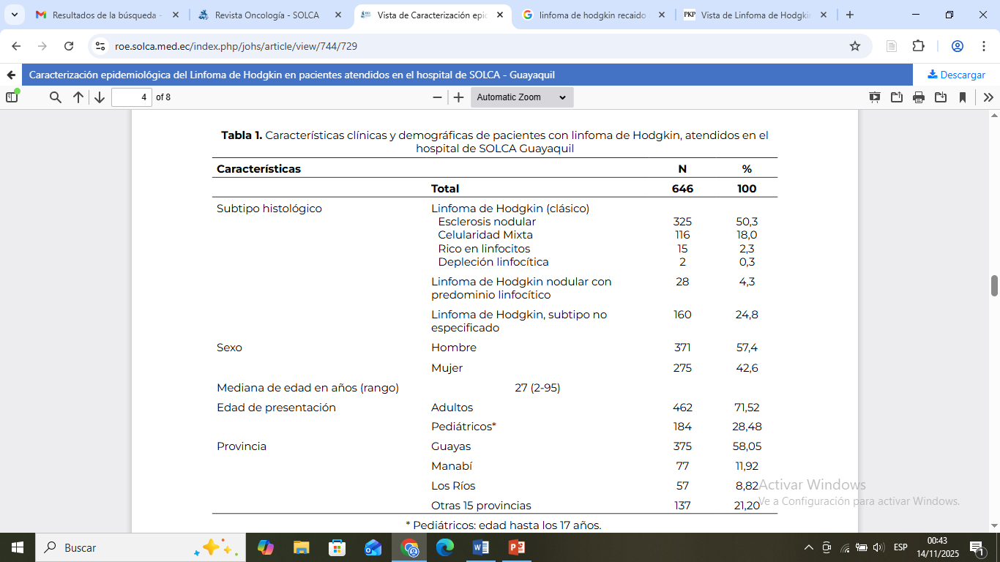 Resultados de la búsqueda -
Revista Oncología - SOLCA
Vista de Caracterización epid
linfoma de hodgkin recaido
PKP Vista de Linfoma de Hodgkin
roe.solca.med.ec/index.php/johs/article/view/744/729
Caracterización epidemiológica del Linfoma de Hodgkin en pacientes atendidos en el hospital de SOLCA - Guayaquil
Descargar
4 of 8
Automatic Zoom
Tabla 1. Características clínicas y demográficas de pacientes con linfoma de Hodgkin, atendidos en el
hospital de SOLCA Guayaquil
Características N %
Total 646 100
Subtipo histológico Linfoma de Hodgkin (clásico)
Esclerosis nodular 325 50,3
Celularidad Mixta 116 18,0
Rico en linfocitos 15 2,3
Depleción linfocítica 2 0,3
Linfoma de Hodgkin nodular con 28 4,3
predominio linfocítico
Linfoma de Hodgkin, subtipo no 160 24,8
especificado
Sexo Hombre 371 57,4
Mujer 275 42,6
Mediana de edad en años (rango) 27 (2-95)
Edad de presentación Adultos 462 71,52
Pediátricos* 184 28,48
Provincia Guayas 375 58,05
Manabí 77 11,92
Los Ríos 57 8,82
Otras 15 provincias 137 21,20
* Pediátricos: edad hasta los 17 años.
Activar Windows
Ve a Configuración para activar Windows.
Buscar
ESP
00:43
14/11/2025
1